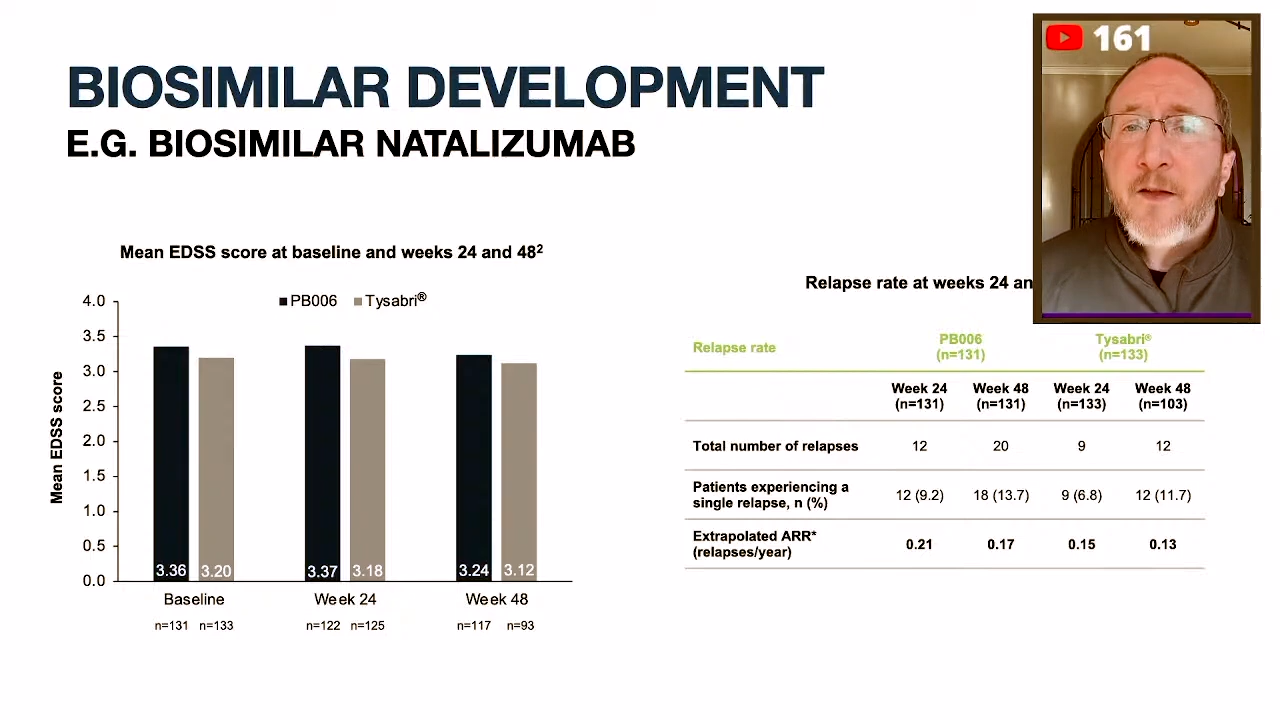 161
BIOSIMILAR DEVELOPMENT
E.G. BIOSIMILAR NATALIZUMAB
Mean EDSS score at baseline and weeks 24 and 48²
PB006 Tysabri®
Mean EDSS score
4.0
3.5
3.0
2.5
2.0
1.5
1.0
0.5
0.0
3.36 3.20 3.37 3.18 3.24 3.12
Baseline Week 24 Week 48
n=131 n=133 n=122 n=125 n=117 n=93
Relapse rate at weeks 24 an
Relapse rate PB006 Tysabri®
(n=131) (n=133)
Week 24 Week 48 Week 24 Week 48
(n=131) (n=131) (n=133) (n=103)
Total number of relapses 12 20 9 12
Patients experiencing a
single relapse, n (%) 12 (9.2) 18 (13.7) 9 (6.8) 12 (11.7)
Extrapolated ARR*
(relapses/year) 0.21 0.17 0.15 0.13